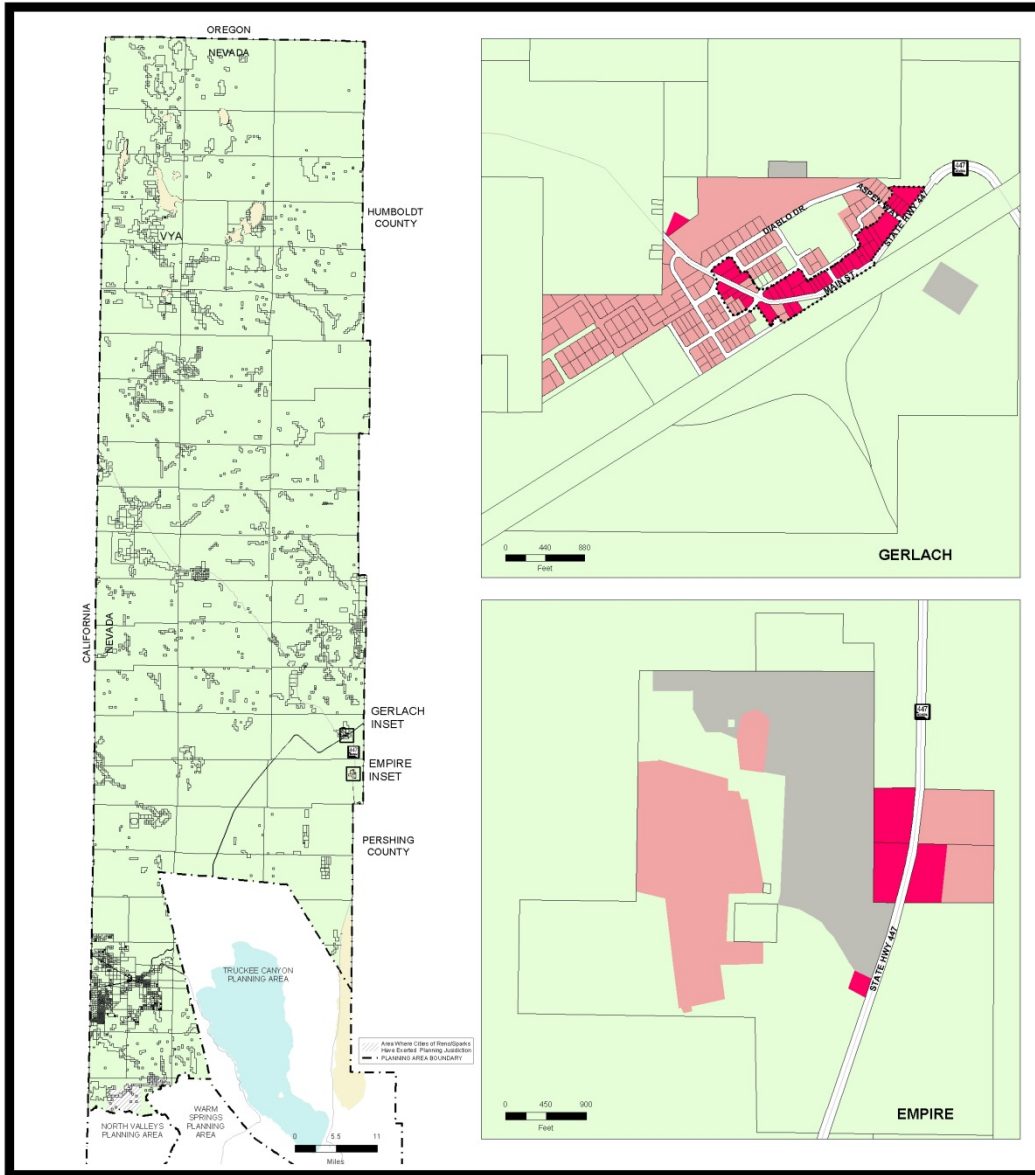 OREGON
NEVADA
HUMBOLDT
COUNTY
VYA
CALIFORNIA
NEVADA
GERLACH
INSET
447
EMPIRE
INSET
PERSHING
COUNTY
TRUCKEE CANYON
PLANNING AREA
Area Where Cities of Reno/Sparks
Have Exerted Planning Jurisdiction
PLANNING AREA BOUNDARY
WARM
SPRINGS
PLANNING
AREA
NORTH VALLEYS
PLANNING AREA
0 5.5 11
Miles
447
ASPEN WAY
DIABLO DR
STATE HWY 447
MAIN ST
0 440 880
Feet
GERLACH
447
STATE HWY 447
0 450 900
Feet
EMPIRE